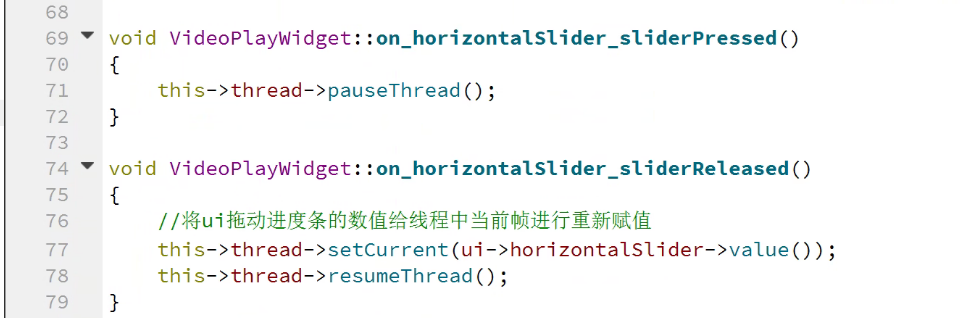 68
69 void VideoPlayWidget::on_horizontalSlider_sliderPressed()
70 {
71     this->thread->pauseThread();
72 }
73
74 void VideoPlayWidget::on_horizontalSlider_sliderReleased()
75 {
76     //将ui拖动进度条的数值给线程中当前帧进行重新赋值
77     this->thread->setCurrent(ui->horizontalSlider->value());
78     this->thread->resumeThread();
79 }